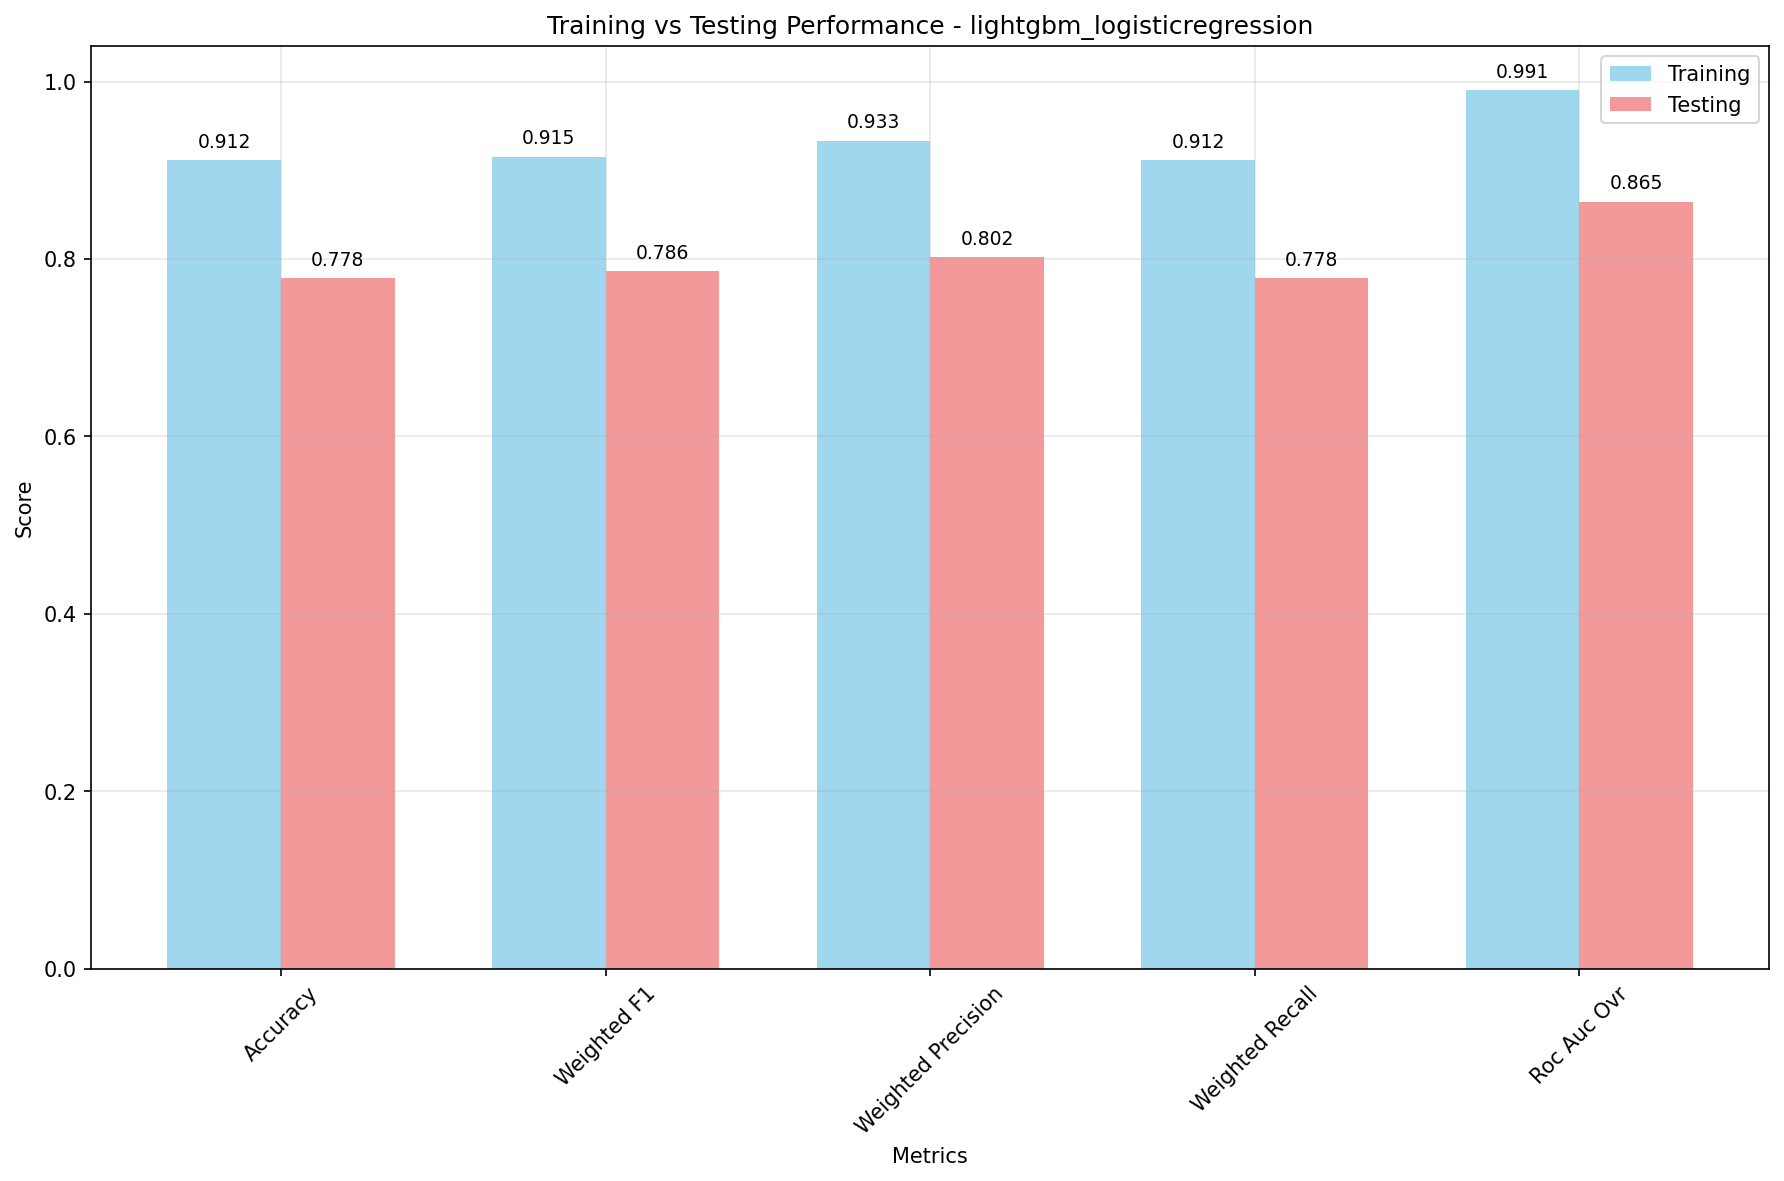 Training vs Testing Performance - lightgbm_logisticregression
Training
Testing
0.912
0.778
0.915
0.786
0.933
0.802
0.912
0.778
0.991
0.865
1.0
0.8
0.6
0.4
0.2
0.0
Score
Accuracy
Weighted F1
Weighted Precision
Weighted Recall
Roc Auc Ovr
Metrics